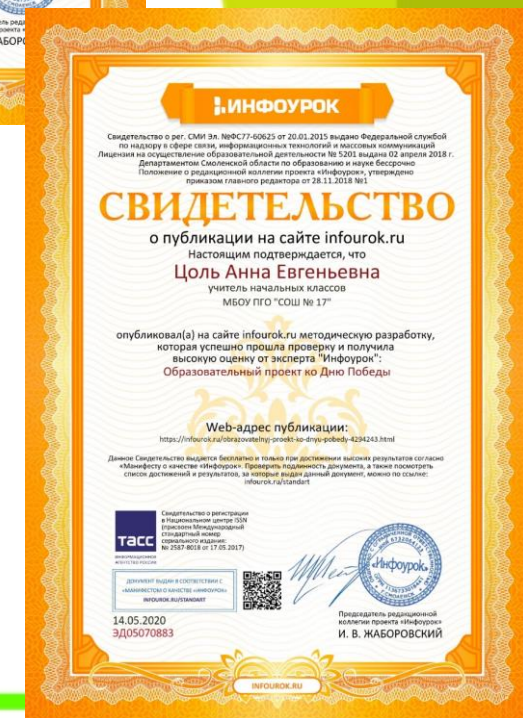 ИНФОУРОК
Свидетельство о рег. СМИ Эл. №ФС77-60625 от 20.01.2015 выдано Федеральной службой
по надзору в сфере связи, информационных технологий и массовых коммуникаций
Лицензия на осуществление образовательной деятельности № 5201 выдана 02 апреля 2018 г.
Департаментом Смоленской области по образованию и науке бессрочно
Положение о редакционной коллегии проекта «Инфоурок», утверждено
приказом главного редактора от 28.11.2018 №1
СВИДЕТЕЛЬСТВО
о публикации на сайте infourok.ru
Настоящим подтверждается, что
Цоль Анна Евгеньевна
учитель начальных классов
МБОУ ПГО "СОШ № 17"
опубликовал(а) на сайте infourok.ru методическую разработку,
которая успешно прошла проверку и получила
высокую оценку от эксперта "Инфоурок":
Образовательный проект ко Дню Победы
Web-адрес публикации:
https://infourok.ru/obrazovatelnyj-proekt-ko-dnyu-pobedy-4294243.html
Данное Свидетельство выдается бесплатно и только при достижении высоких результатов согласно
«Манифесту о качестве «Инфоурок». Проверить подлинность документа, а также посмотреть
список достижений и результатов, за которые выдан данный документ, можно по ссылке:
infourok.ru/standart
Свидетельство о регистрации
в Национальном центре ISSN
(присвоен Международный
стандартный номер
сериального издания:
№ 2587-8018 от 17.05.2017)
ТАСС
ИНФОРМАЦИОННОЕ
АГЕНТСТВО РОССИИ
ДОКУМЕНТ ВЫДАН В СООТВЕТСТВИИ С
«МАНИФЕСТОМ О КАЧЕСТВЕ «ИНФОУРОК»
INFOUROK.RU/STANDART
14.05.2020
ЭД05070883
«Инфоурок»
Председатель редакционной
коллегии проекта «Инфоурок»
И. В. ЖАБОРОВСКИЙ
INFOUROK.RU